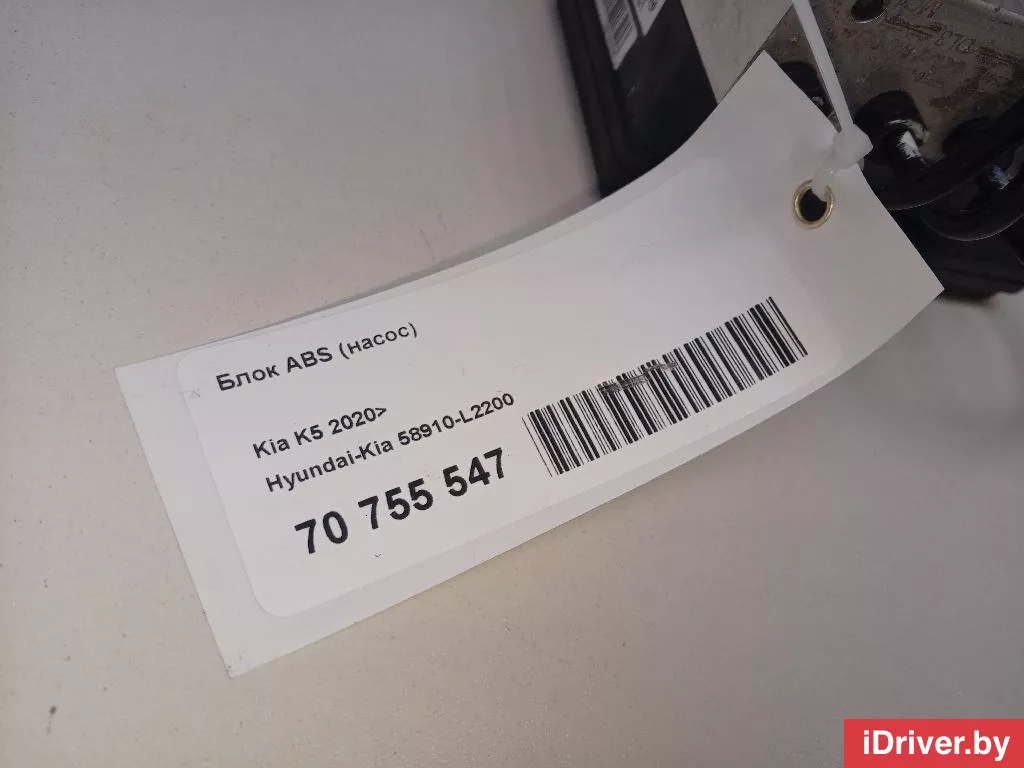 Блок ABS (насос)
Kia K5 2020>
Hyundai-Kia 58910-L2200
70 755 547
iDriver.by